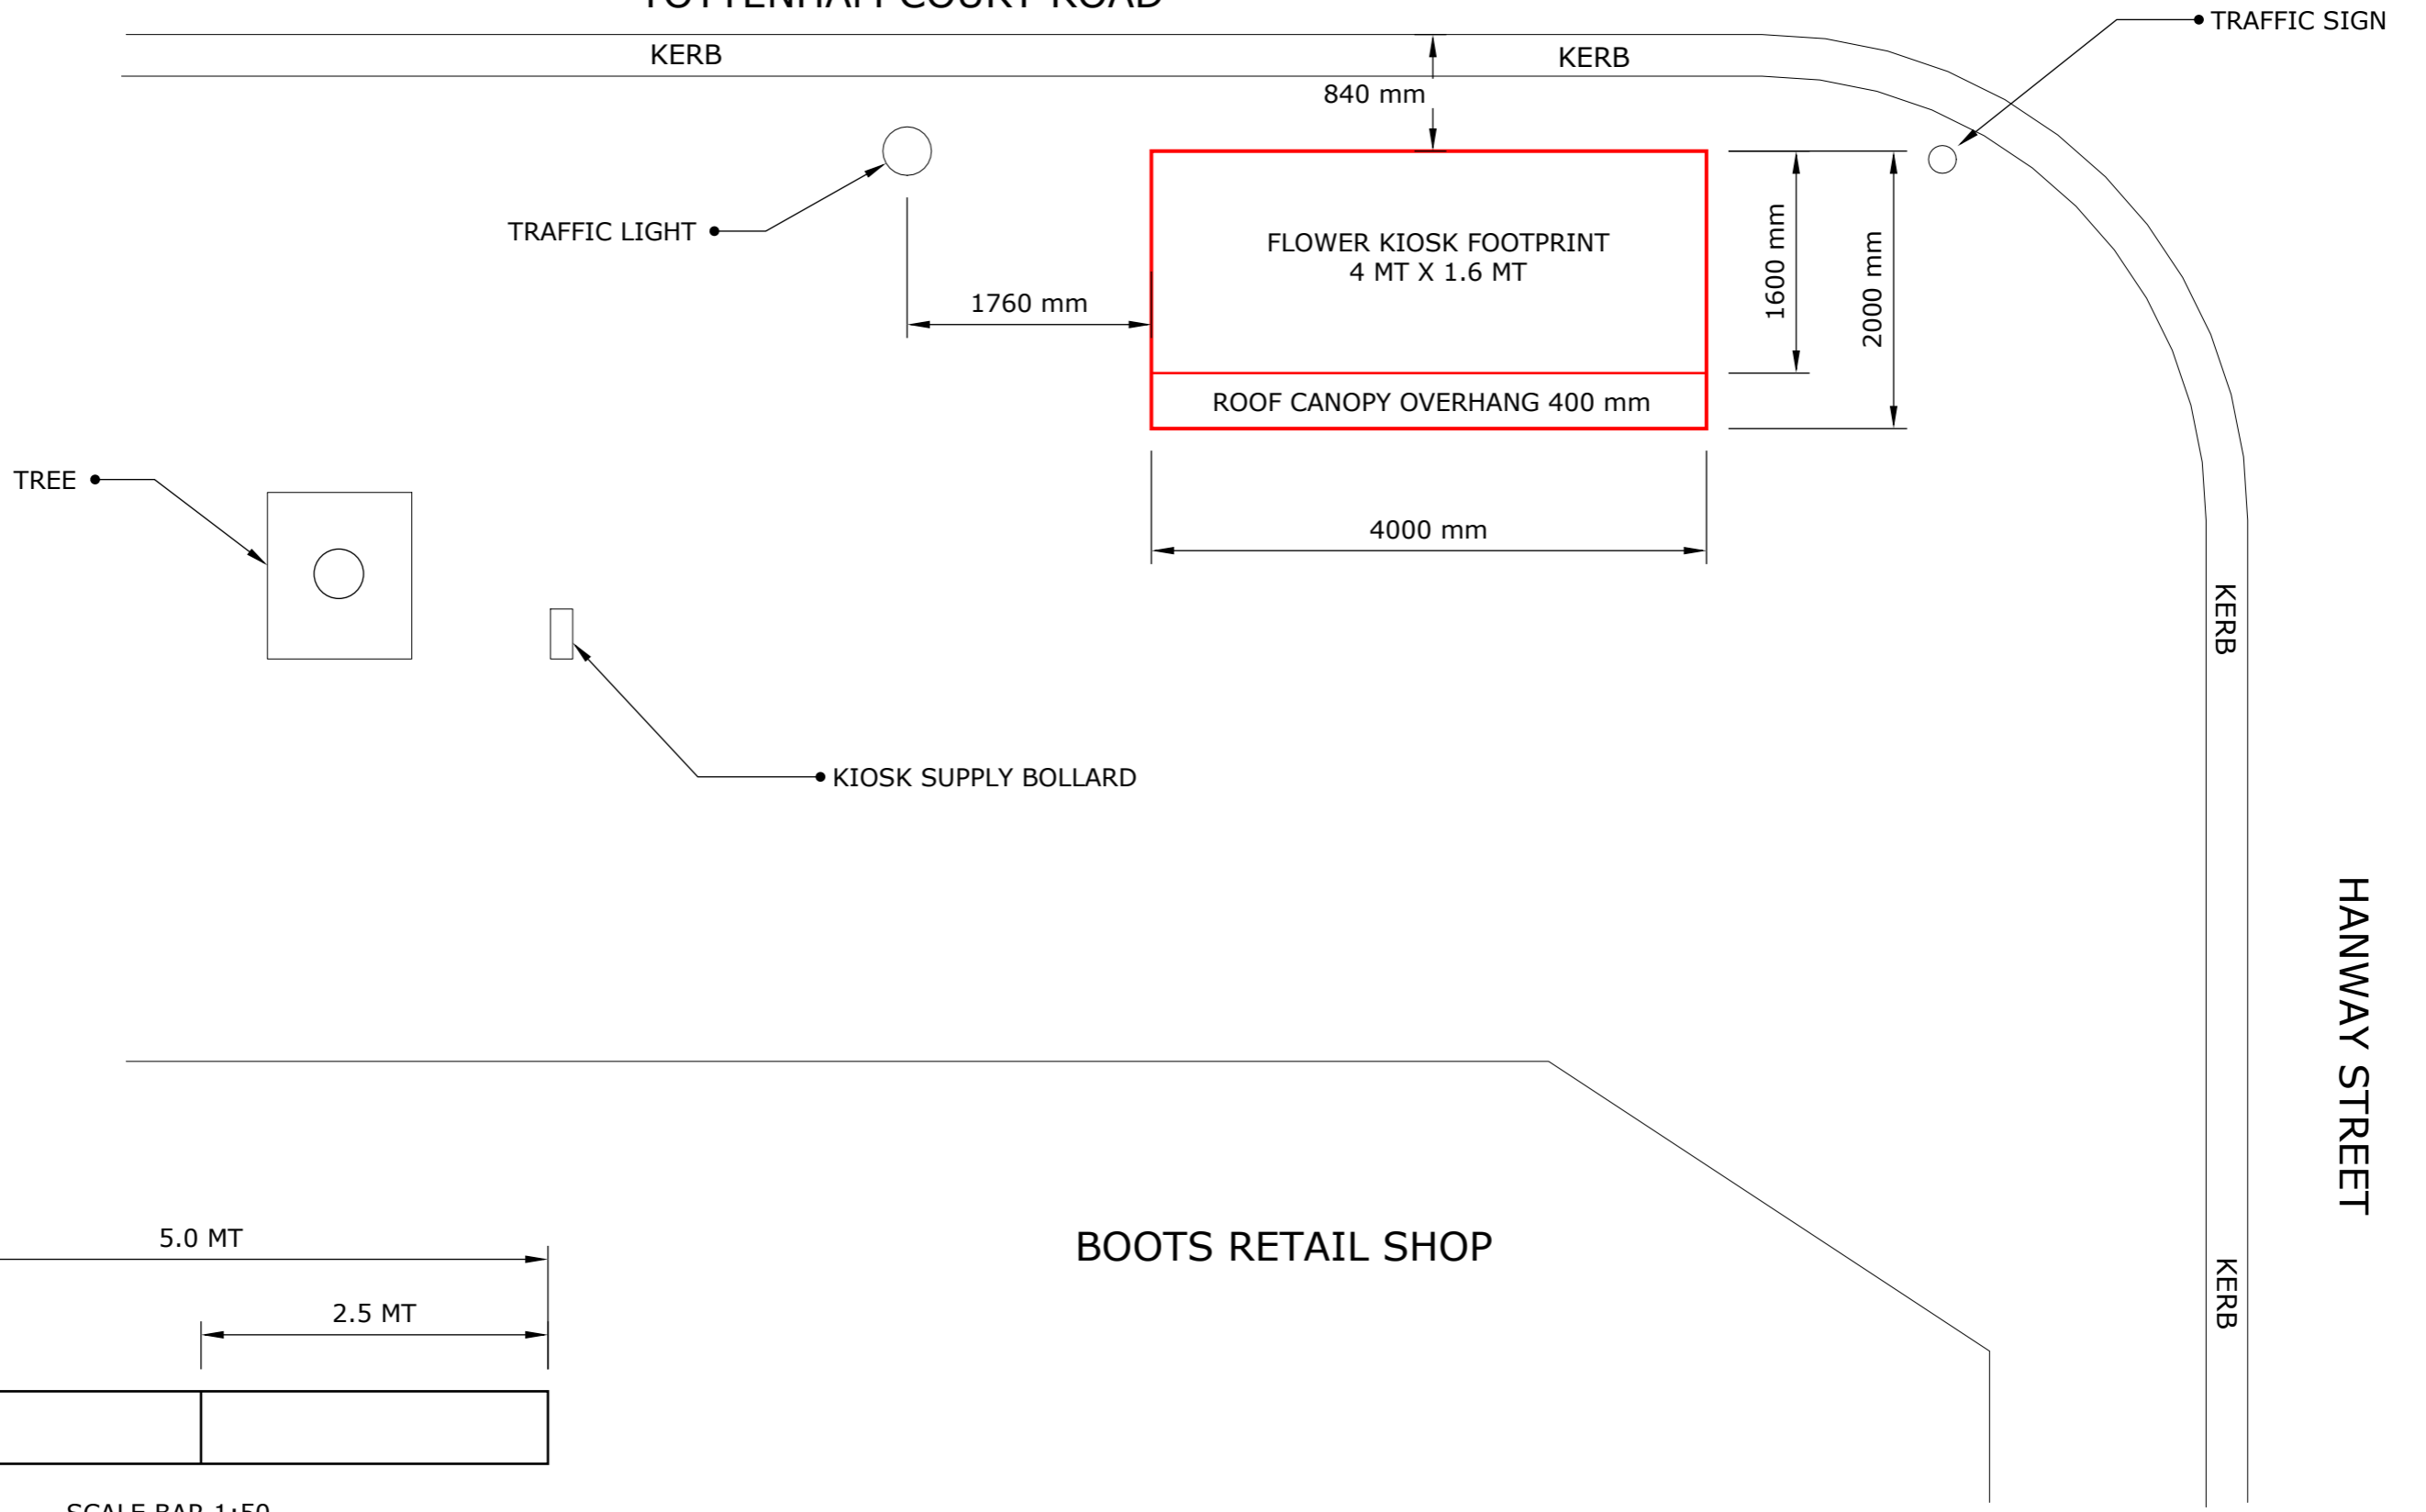 TOTTENHAM COURT ROAD
TRAFFIC SIGN
KERB
KERB
840 mm
TRAFFIC LIGHT
FLOWER KIOSK FOOTPRINT
4 MT X 1.6 MT
1600 mm
2000 mm
1760 mm
ROOF CANOPY OVERHANG 400 mm
TREE
4000 mm
KERB
KIOSK SUPPLY BOLLARD
HANWAY STREET
5.0 MT
BOOTS RETAIL SHOP
KERB
2.5 MT
SCALE BAR 1:50